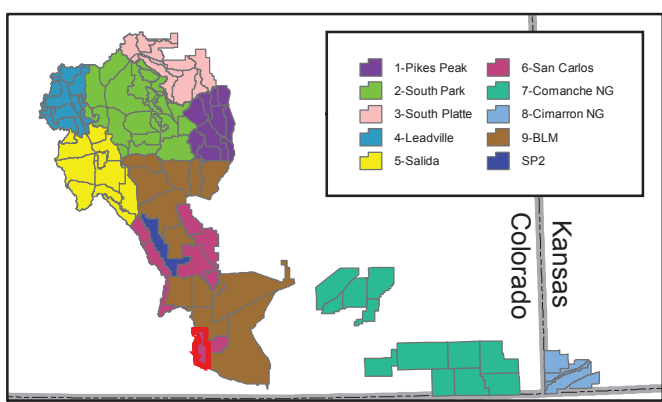 1-Pikes Peak
2-South Park
3-South Platte
4-Leadville
5-Salida
6-San Carlos
7-Comanche NG
8-Cimarron NG
9-BLM
SP2
Kansas
Colorado